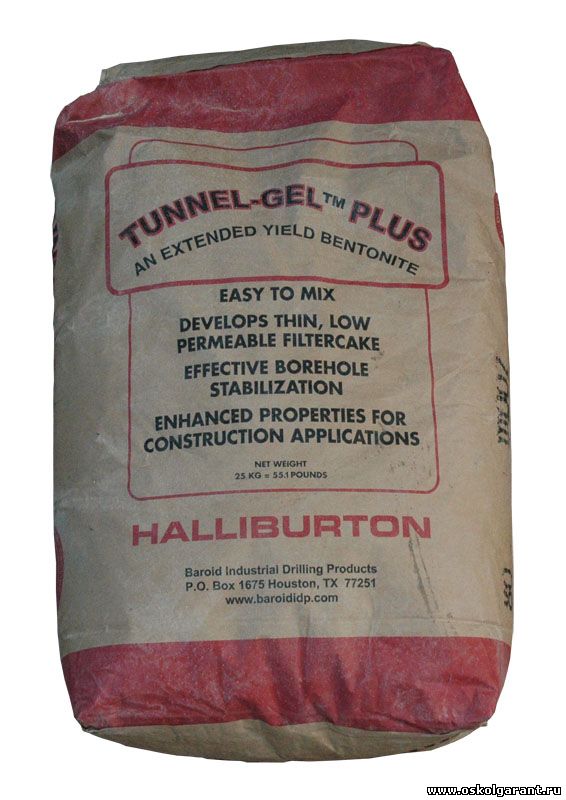 TUNNEL-GEL™ PLUS
AN EXTENDED YIELD BENTONITE
EASY TO MIX
DEVELOPS THIN, LOW
PERMEABLE FILTERCAKE
EFFECTIVE BOREHOLE
STABILIZATION
ENHANCED PROPERTIES FOR
CONSTRUCTION APPLICATIONS
NET WEIGHT
25 KG = 55.1 POUNDS
HALLIBURTON
Baroid Industrial Drilling Products
P.O. Box 1675 Houston, TX 77251
www.baroididp.com
www.oskolgarant.ru